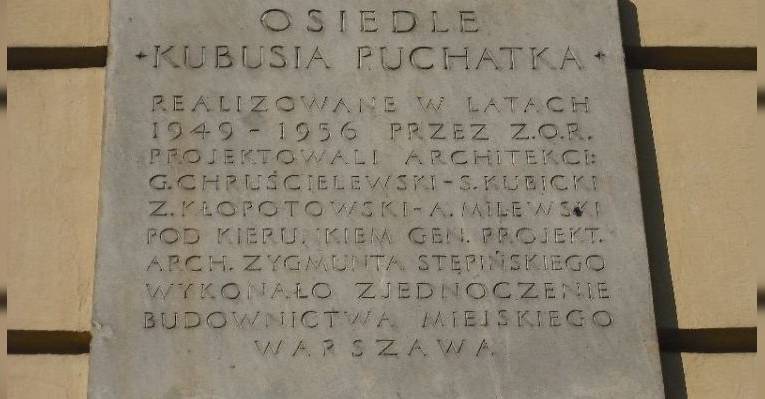 OSIEDLE
+KUBUSIA PUCHATKA+
REALIZOWANE W LATACH
1949-1956 PRZEZ Z.O.R.
PROJEKTOWALI ARCHITEKCI:
G.CHRUŚCIELEWSKI-S.KUBICKI
Z.KŁOPOTOWSKI-A.MILEWSKI
POD KIERUNKIEM GEN. PROJEKT.
ARCH. ZYGMUNTA STĘPIŃSKIEGO
WYKONAŁO ZJEDNOCZENIE
BUDOWNICTWA MIEJSKIEGO
WARSZAWA